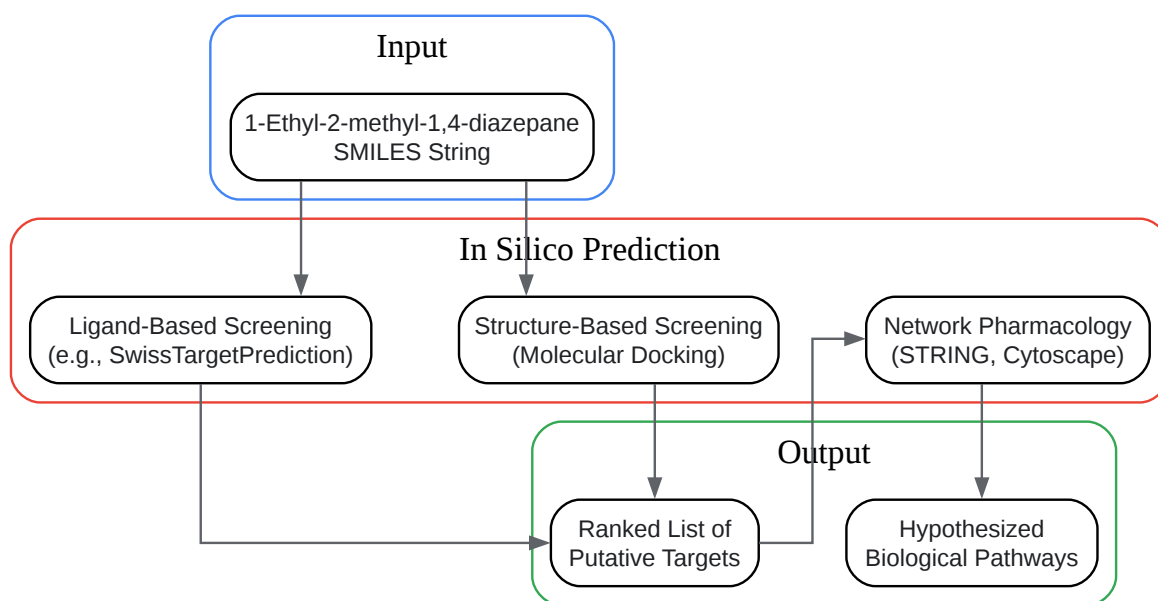 Input
1-Ethyl-2-methyl-1,4-diazepane
SMILES String
In Silico Prediction
Ligand-Based Screening
(e.g., SwissTargetPrediction)
Structure-Based Screening
(Molecular Docking)
Network Pharmacology
(STRING, Cytoscape)
Output
Ranked List of
Putative Targets
Hypothesized
Biological Pathways